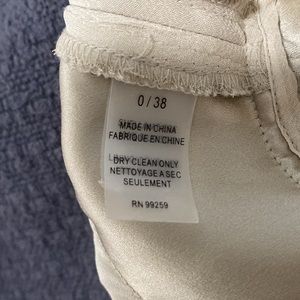 0 / 38
MADE IN CHINA
FABRIQUE EN CHINE
DRY CLEAN ONLY
NETTOYAGE A SEC
SEULEMENT
RN 99259